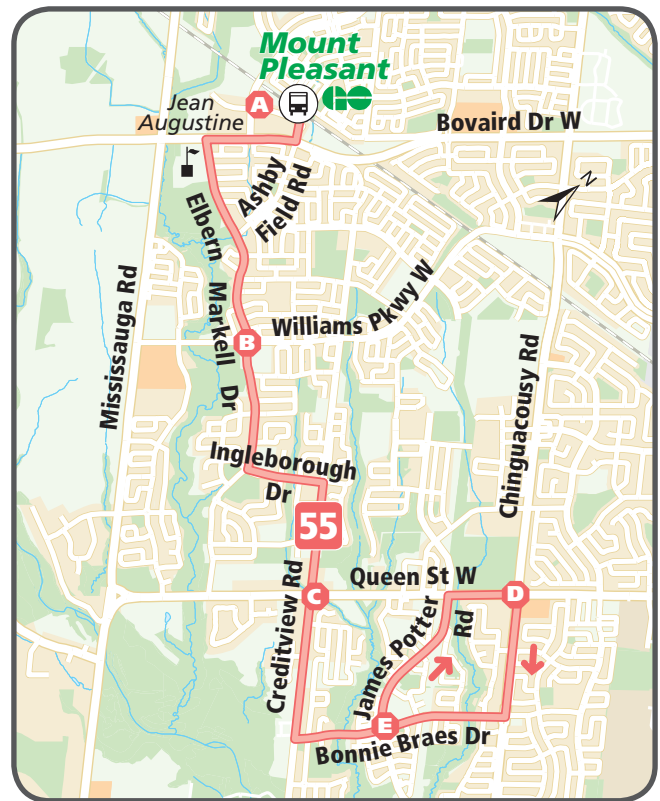 Mount
Pleasant
GO
A
Jean
Augustine
Bovaird Dr W
Ashby
Field Rd
N
Elbern
Markell
Dr
Mississauga Rd
Williams Pkwy W
B
Chinguacousy Rd
Ingleborough
Dr
55
Queen St W
C
D
Creditview Rd
James Potter
Rd
E
Bonnie Braes Dr